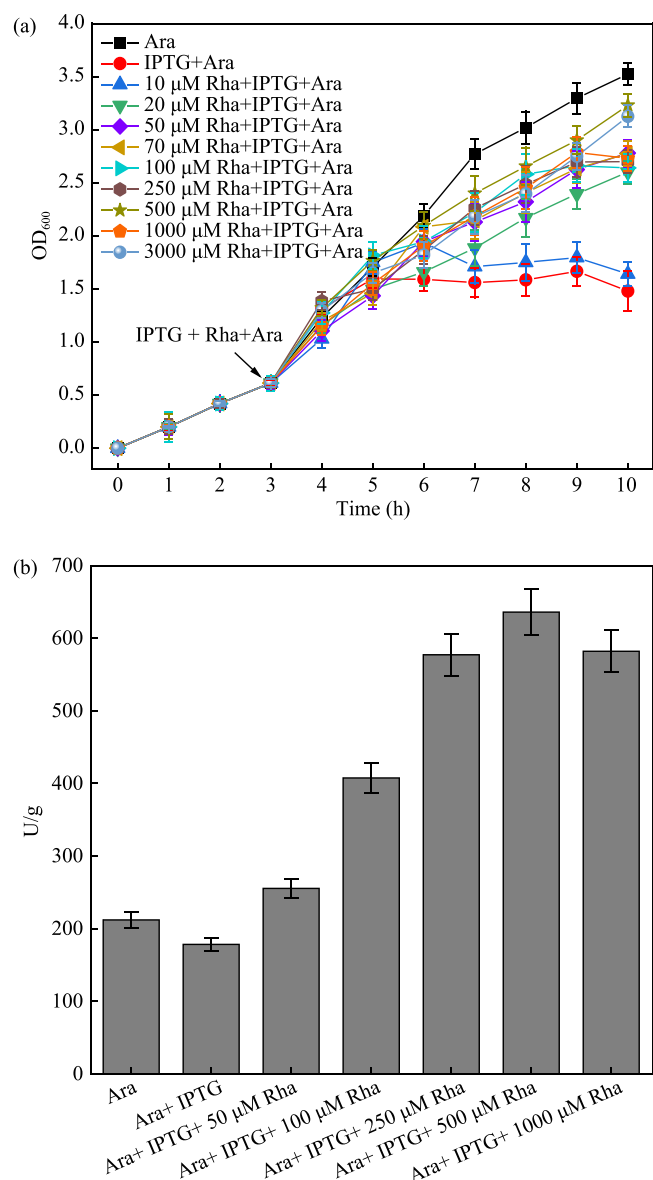 (a)
4.0
3.5
3.0
2.5
2.0
1.5
1.0
0.5
0.0
OD600
Ara
IPTG+Ara
10 μM Rha+IPTG+Ara
20 μM Rha+IPTG+Ara
50 μM Rha+IPTG+Ara
70 μM Rha+IPTG+Ara
100 μM Rha+IPTG+Ara
250 μM Rha+IPTG+Ara
500 μM Rha+IPTG+Ara
1000 μM Rha+IPTG+Ara
3000 μM Rha+IPTG+Ara
IPTG + Rha+Ara
0 1 2 3 4 5 6 7 8 9 10
Time (h)
(b)
700
600
500
400
300
200
100
0
U/g
Ara
Ara+ IPTG
Ara+ IPTG+ 50 μM Rha
Ara+ IPTG+ 100 μM Rha
Ara+ IPTG+ 250 μM Rha
Ara+ IPTG+ 500 μM Rha
Ara+ IPTG+ 1000 μM Rha